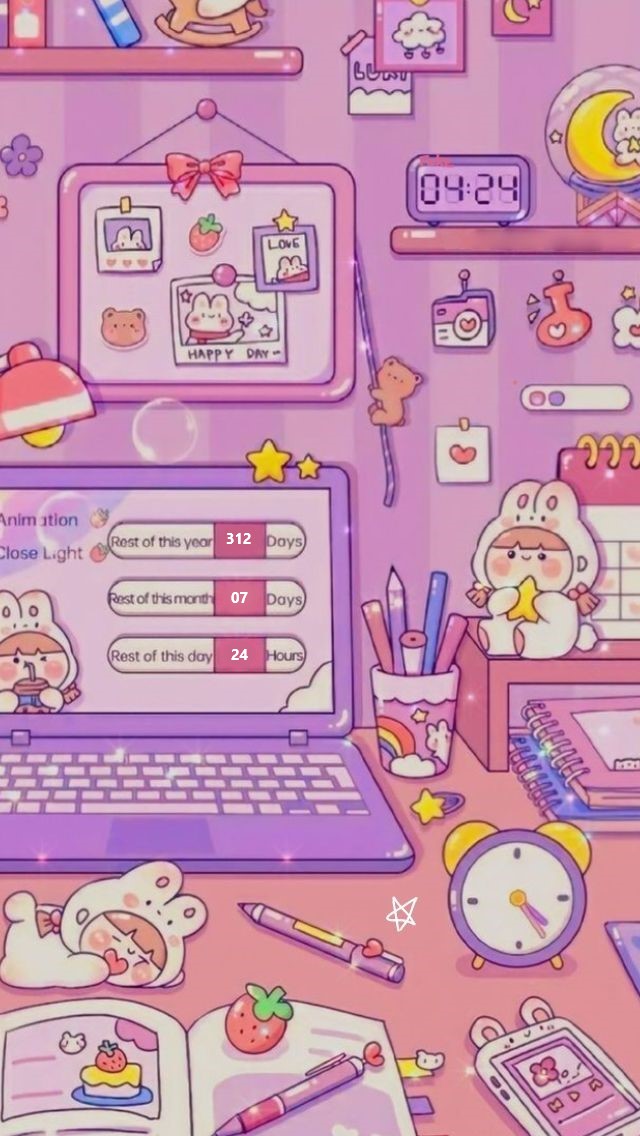 LUKI
04:24
LOVE
HAPPY DAY~
Animation
Close Light
Rest of this year 312 Days
Rest of this month 07 Days
Rest of this day 24 Hours